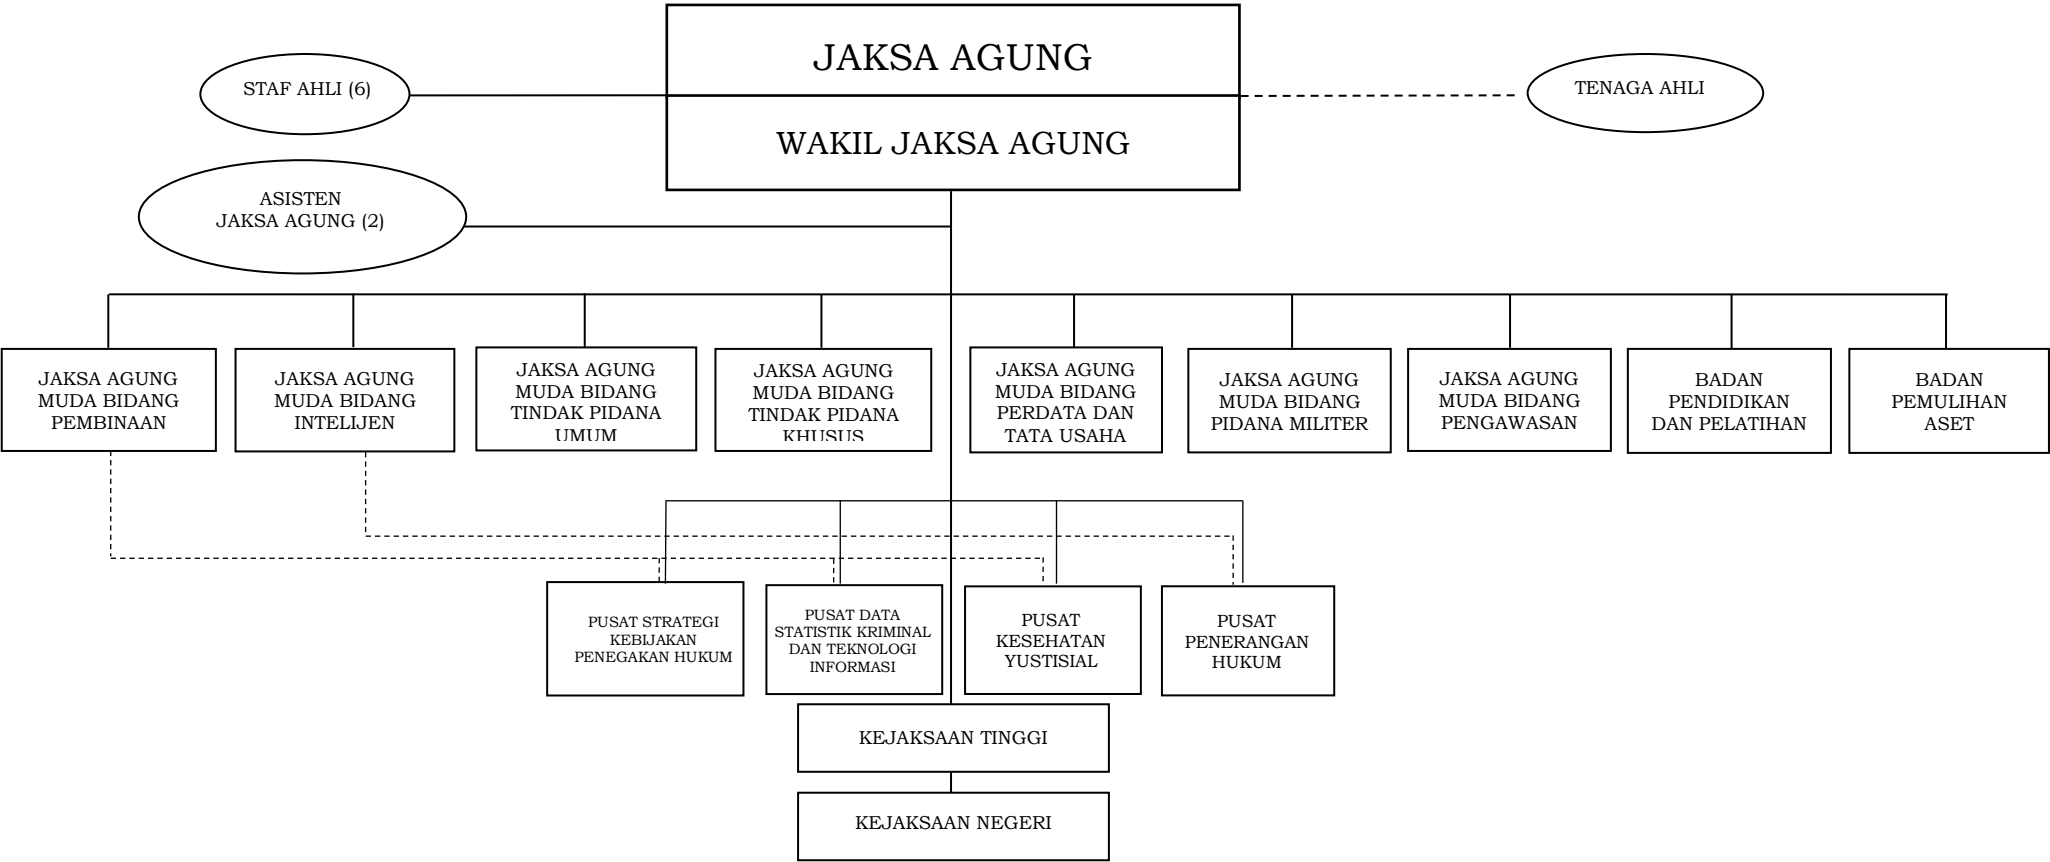 JAKSA AGUNG
STAF AHLI (6)
TENAGA AHLI
WAKIL JAKSA AGUNG
ASISTEN
JAKSA AGUNG (2)
JAKSA AGUNG
MUDA BIDANG
PEMBINAAN
JAKSA AGUNG
MUDA BIDANG
INTELIJEN
JAKSA AGUNG
MUDA BIDANG
TINDAK PIDANA
UMUM
JAKSA AGUNG
MUDA BIDANG
TINDAK PIDANA
KHUSUS
JAKSA AGUNG
MUDA BIDANG
PERDATA DAN
TATA USAHA
JAKSA AGUNG
MUDA BIDANG
PIDANA MILITER
JAKSA AGUNG
MUDA BIDANG
PENGAWASAN
BADAN
PENDIDIKAN
DAN PELATIHAN
BADAN
PEMULIHAN
ASET
PUSAT STRATEGI
KEBIJAKAN
PENEGAKAN HUKUM
PUSAT DATA
STATISTIK KRIMINAL
DAN TEKNOLOGI
INFORMASI
PUSAT
KESEHATAN
YUSTISIAL
PUSAT
PENERANGAN
HUKUM
KEJAKSAAN TINGGI
KEJAKSAAN NEGERI